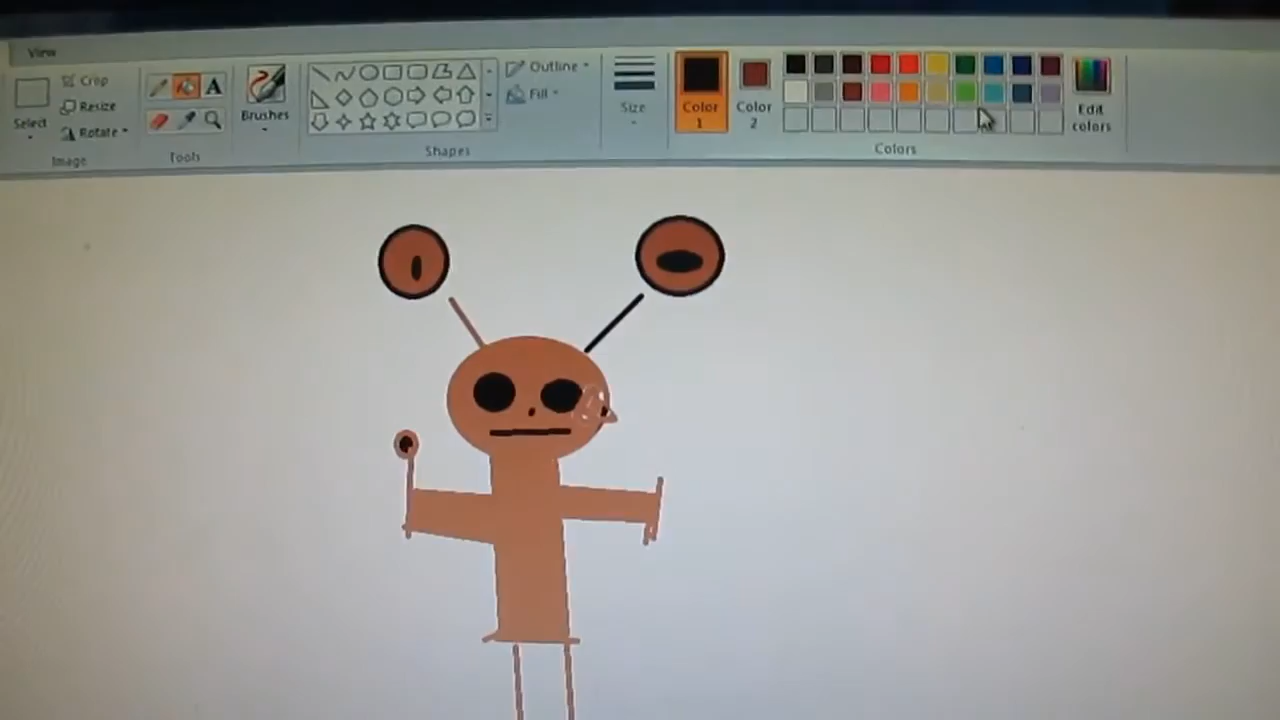 View
Crop
Resize
Select
Rotate
Image
A
Tools
Brushes
Outline
Fill
Shapes
Size
Color
1
Color
2
Edit
colors
Colors